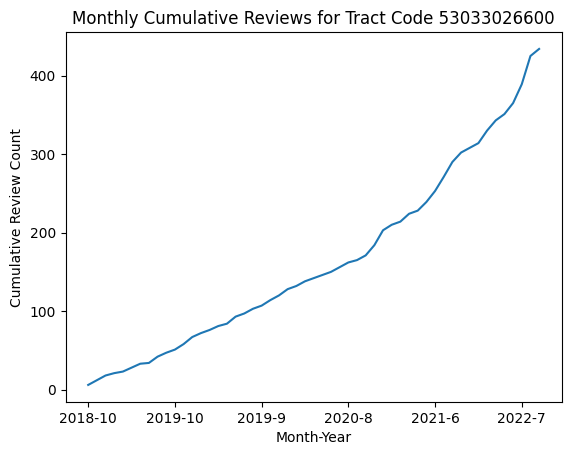 Monthly Cumulative Reviews for Tract Code 53033026600
400
300
200
100
0
Cumulative Review Count
2018-10 2019-10 2019-9 2020-8 2021-6 2022-7
Month-Year